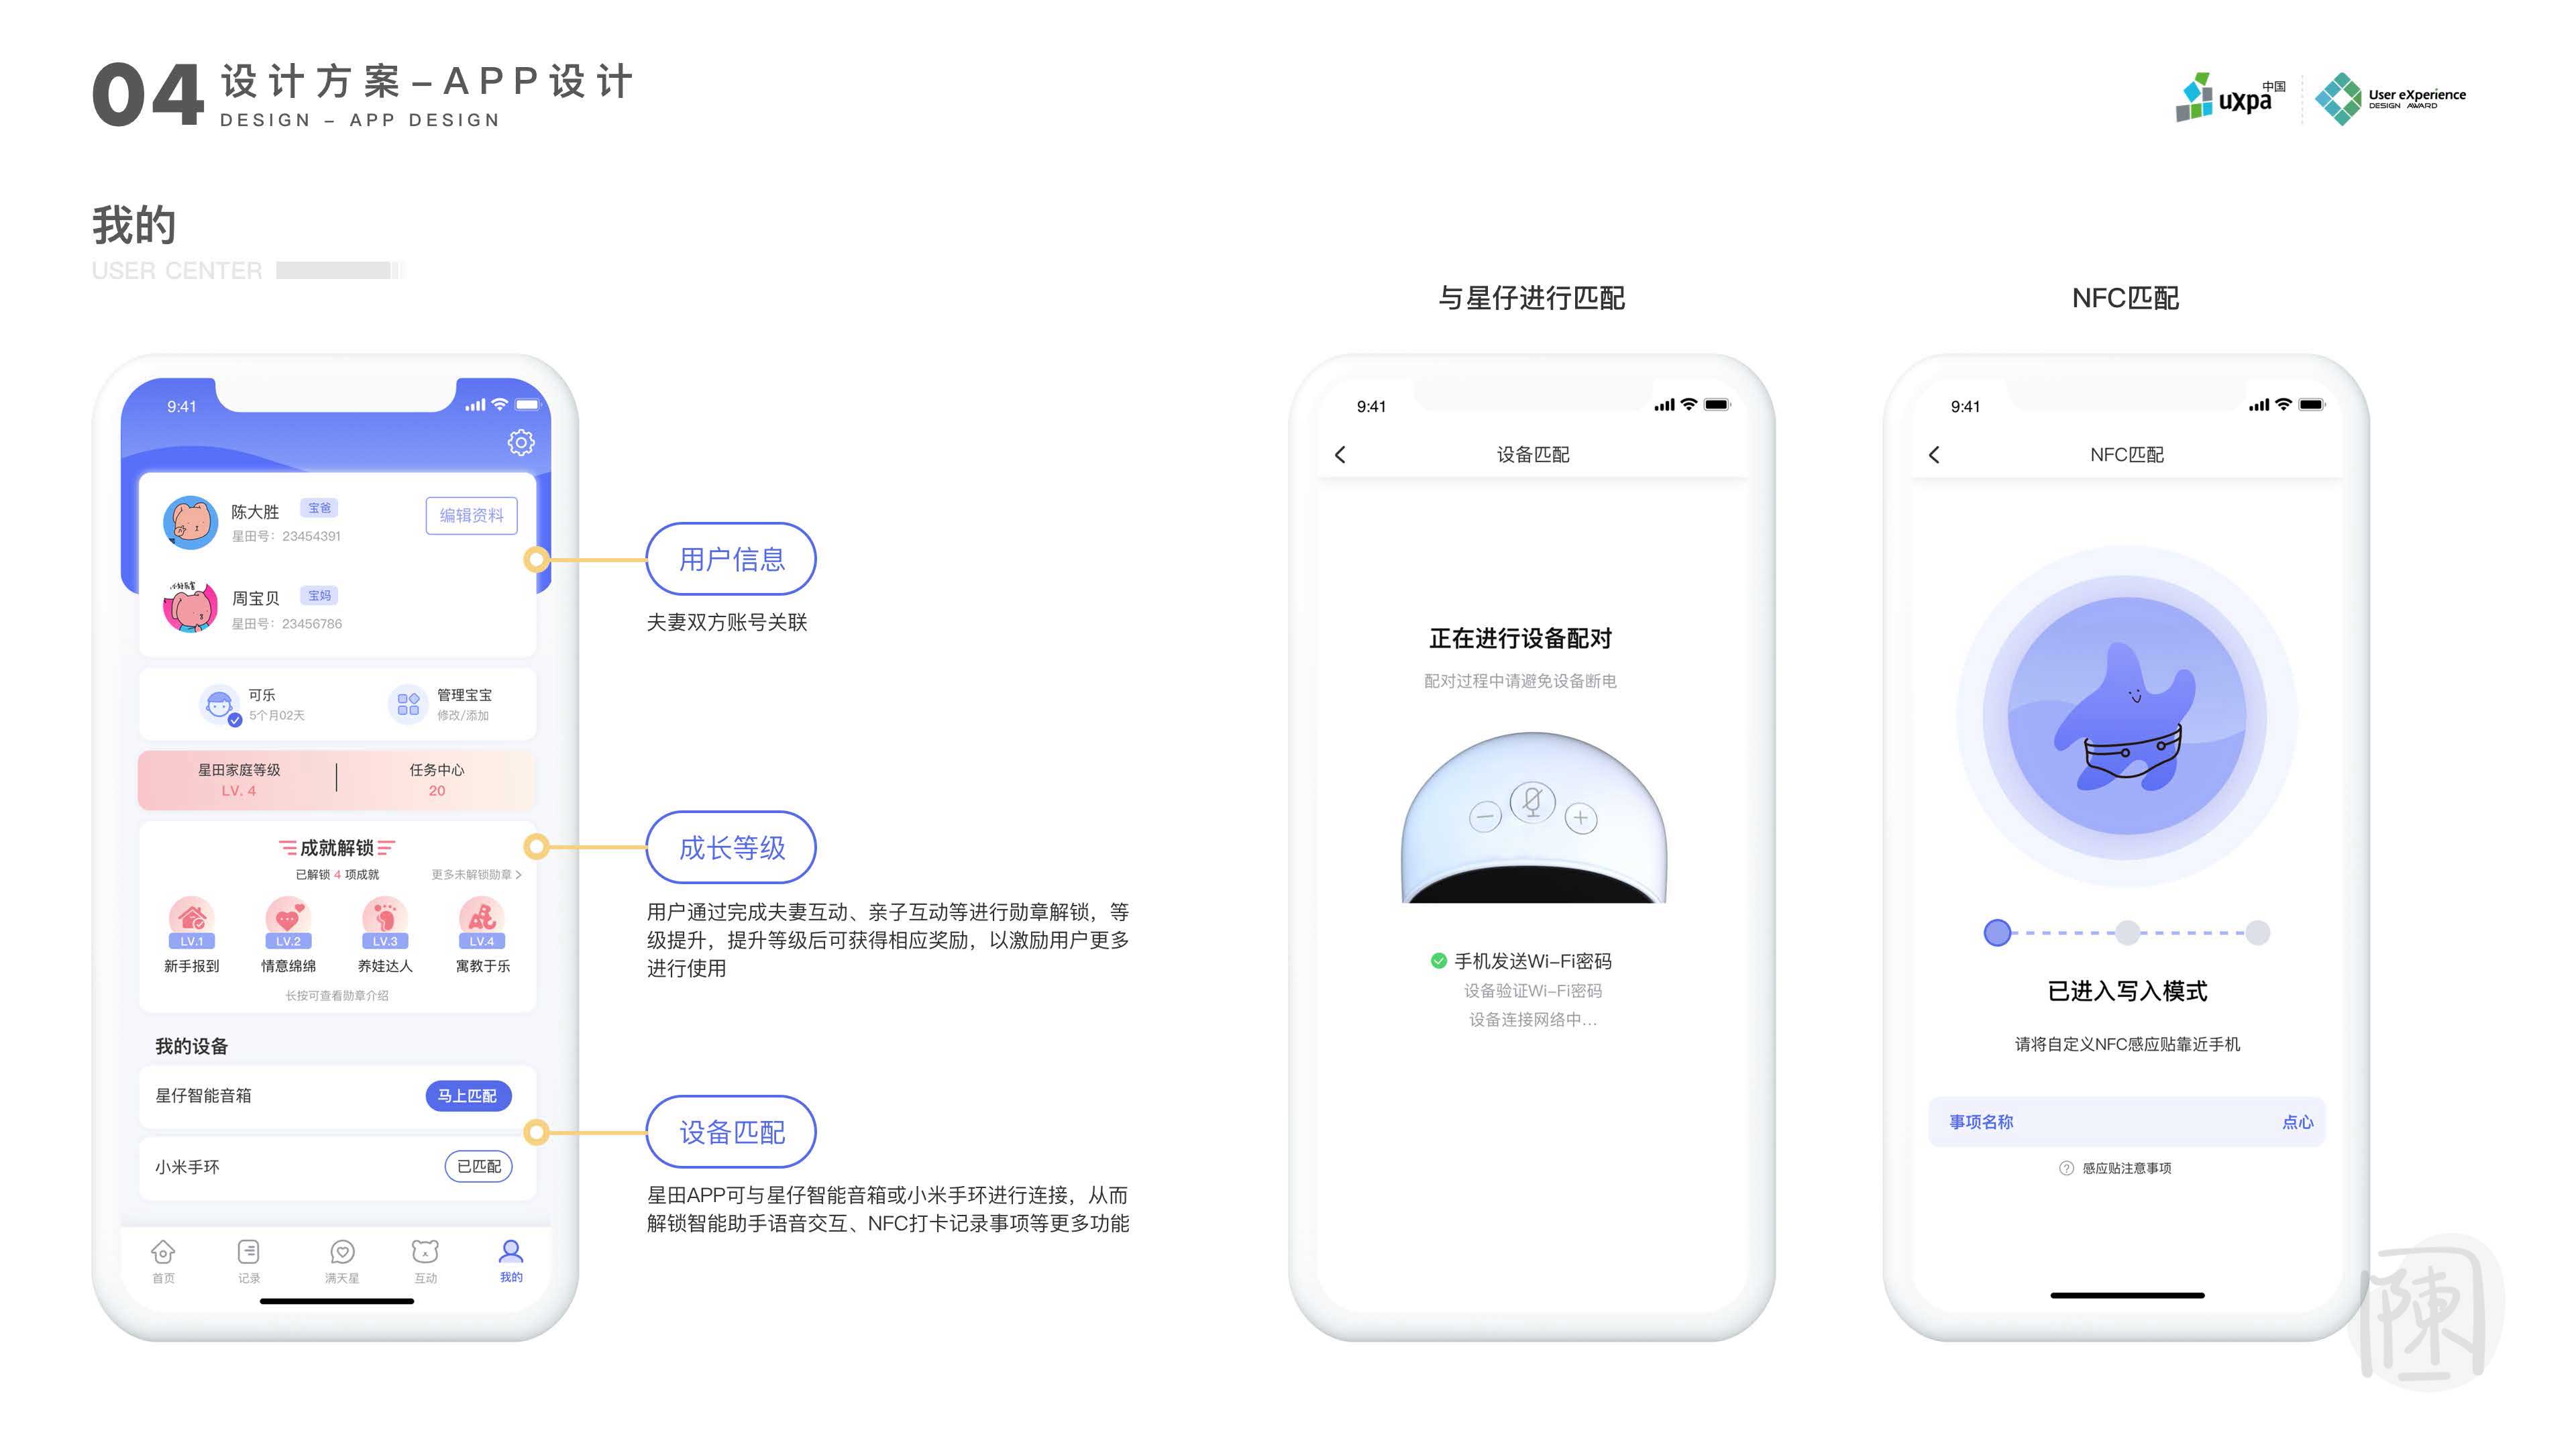 04 设计方案–APP设计
DESIGN – APP DESIGN
uxpa 中国
User eXperience
DESIGN AWARD
我的
USER CENTER
9:41
陈大胜 宝爸
星田号：23454391
编辑资料
周宝贝 宝妈
星田号：23456786
可乐
5个月02天
管理宝宝
修改/添加
星田家庭等级
LV. 4
任务中心
20
成就解锁
已解锁 4 项成就
更多未解锁勋章
LV.1
新手报到
LV.2
情意绵绵
LV.3
养娃达人
LV.4
寓教于乐
长按可查看勋章介绍
我的设备
星仔智能音箱
马上匹配
小米手环
已匹配
首页
记录
满天星
互动
我的
用户信息
夫妻双方账号关联
成长等级
用户通过完成夫妻互动、亲子互动等进行勋章解锁，等
级提升，提升等级后可获得相应奖励，以激励用户更多
进行使用
设备匹配
星田APP可与星仔智能音箱或小米手环进行连接，从而
解锁智能助手语音交互、NFC打卡记录事项等更多功能
与星仔进行匹配
9:41
设备匹配
正在进行设备配对
配对过程中请避免设备断电
手机发送Wi–Fi密码
设备验证Wi–Fi密码
设备连接网络中...
NFC匹配
9:41
NFC匹配
已进入写入模式
请将自定义NFC感应贴靠近手机
事项名称
点心
感应贴注意事项
陳